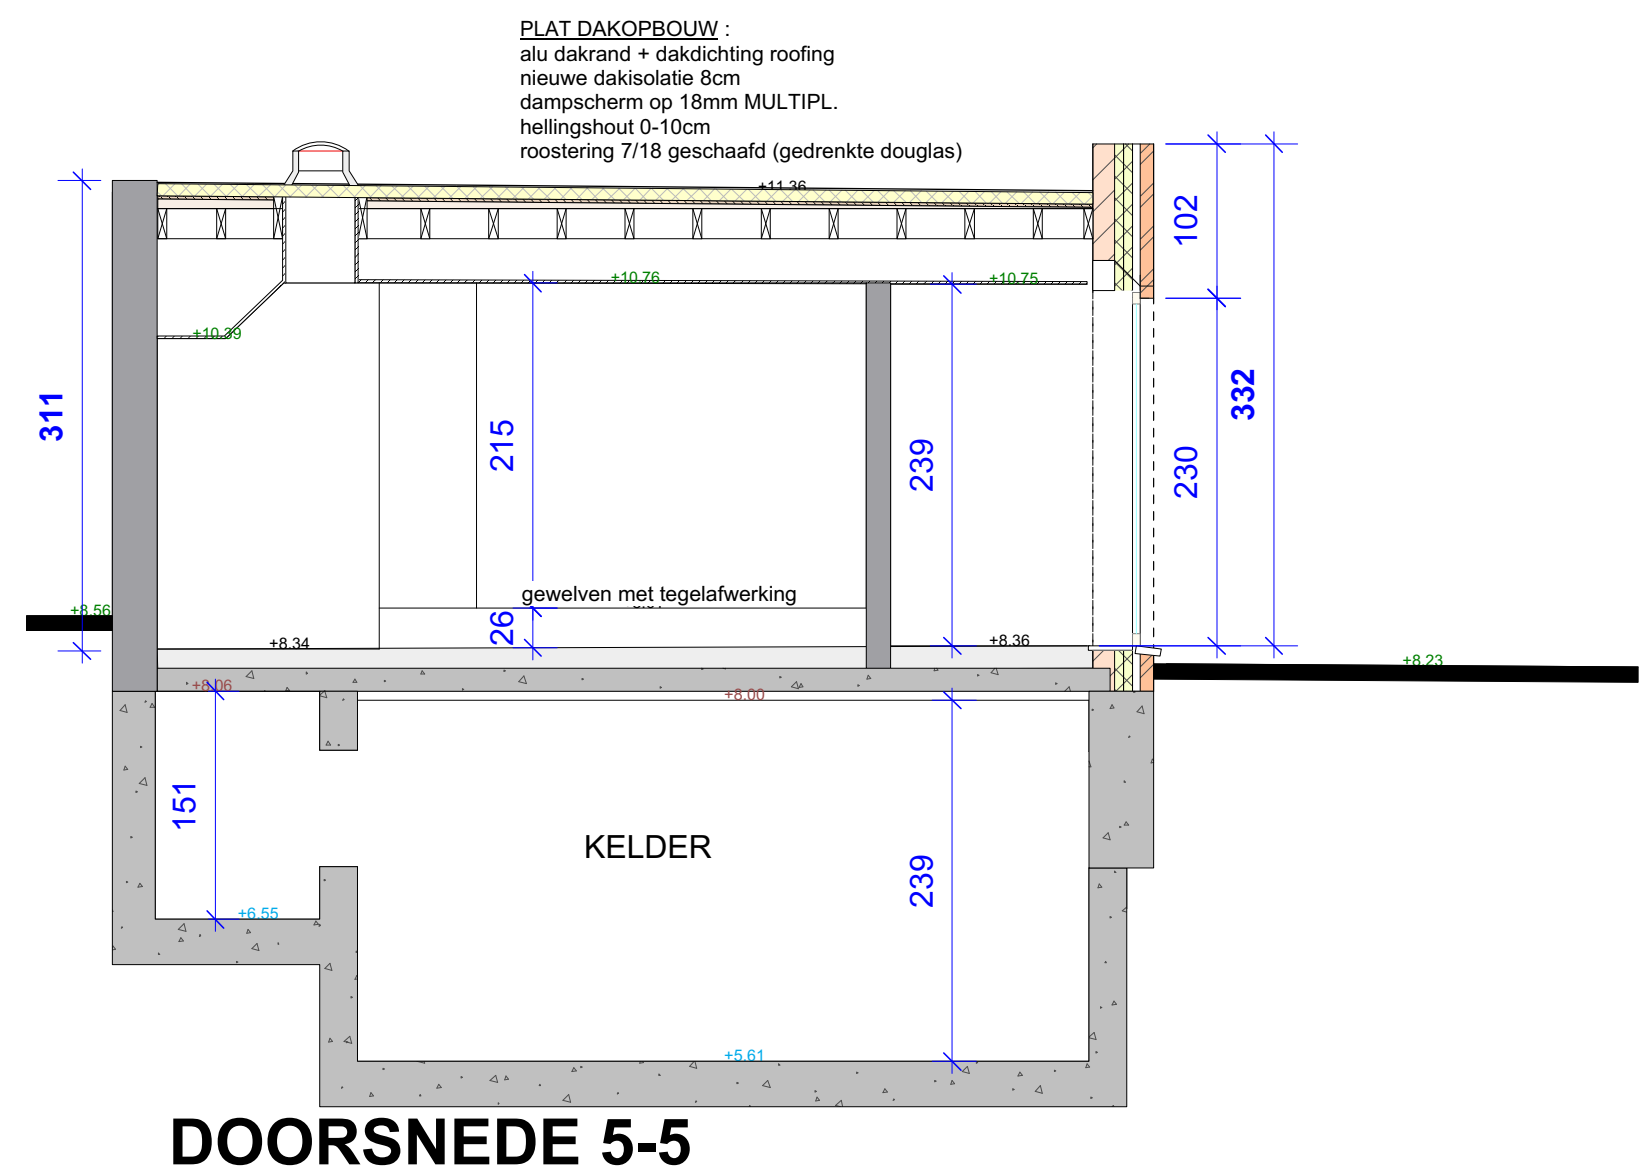 PLAT DAKOPBOUW :
alu dakrand + dakdichting roofing
nieuwe dakisolatie 8cm
dampscherm op 18mm MULTIPL.
hellingshout 0-10cm
roostering 7/18 geschaafd (gedrenkte douglas)
+11.36
102
+10.76
+10.75
+10.39
311
332
215
239
230
gewelven met tegelafwerking
+8.56
26
+8.34
+8.36
+8.23
+8.06
+8.00
151
KELDER
239
+6.55
+5.61
DOORSNEDE 5-5